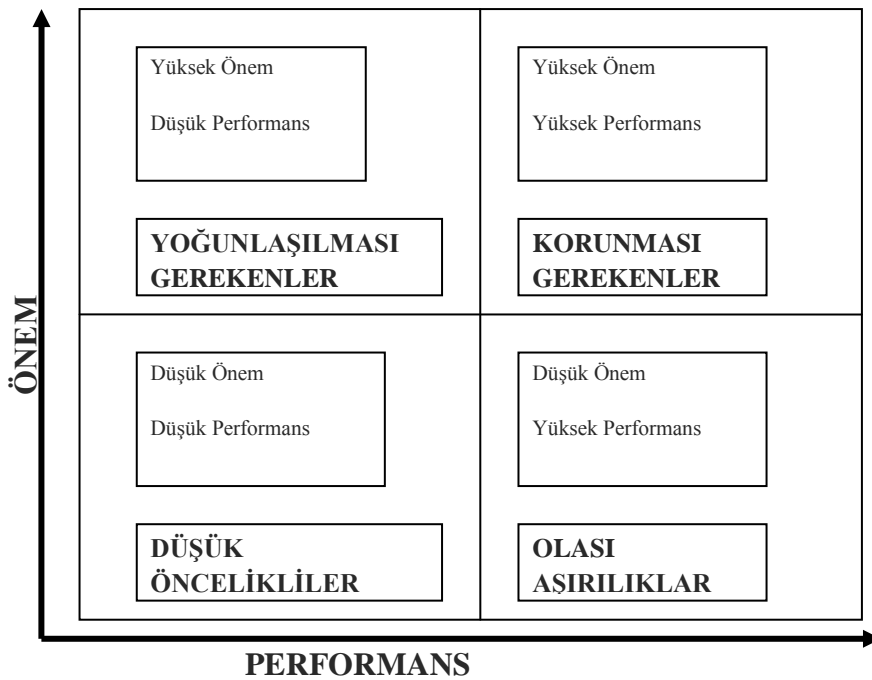 Yüksek Önem
Düşük Performans
YOĞUNLAŞILMASI
GEREKENLER
Yüksek Önem
Yüksek Performans
KORUNMASI
GEREKENLER
ÖNEM
Düşük Önem
Düşük Performans
DÜŞÜK
ÖNCELİKLİLER
Düşük Önem
Yüksek Performans
OLASI
AŞIRILIKLAR
PERFORMANS